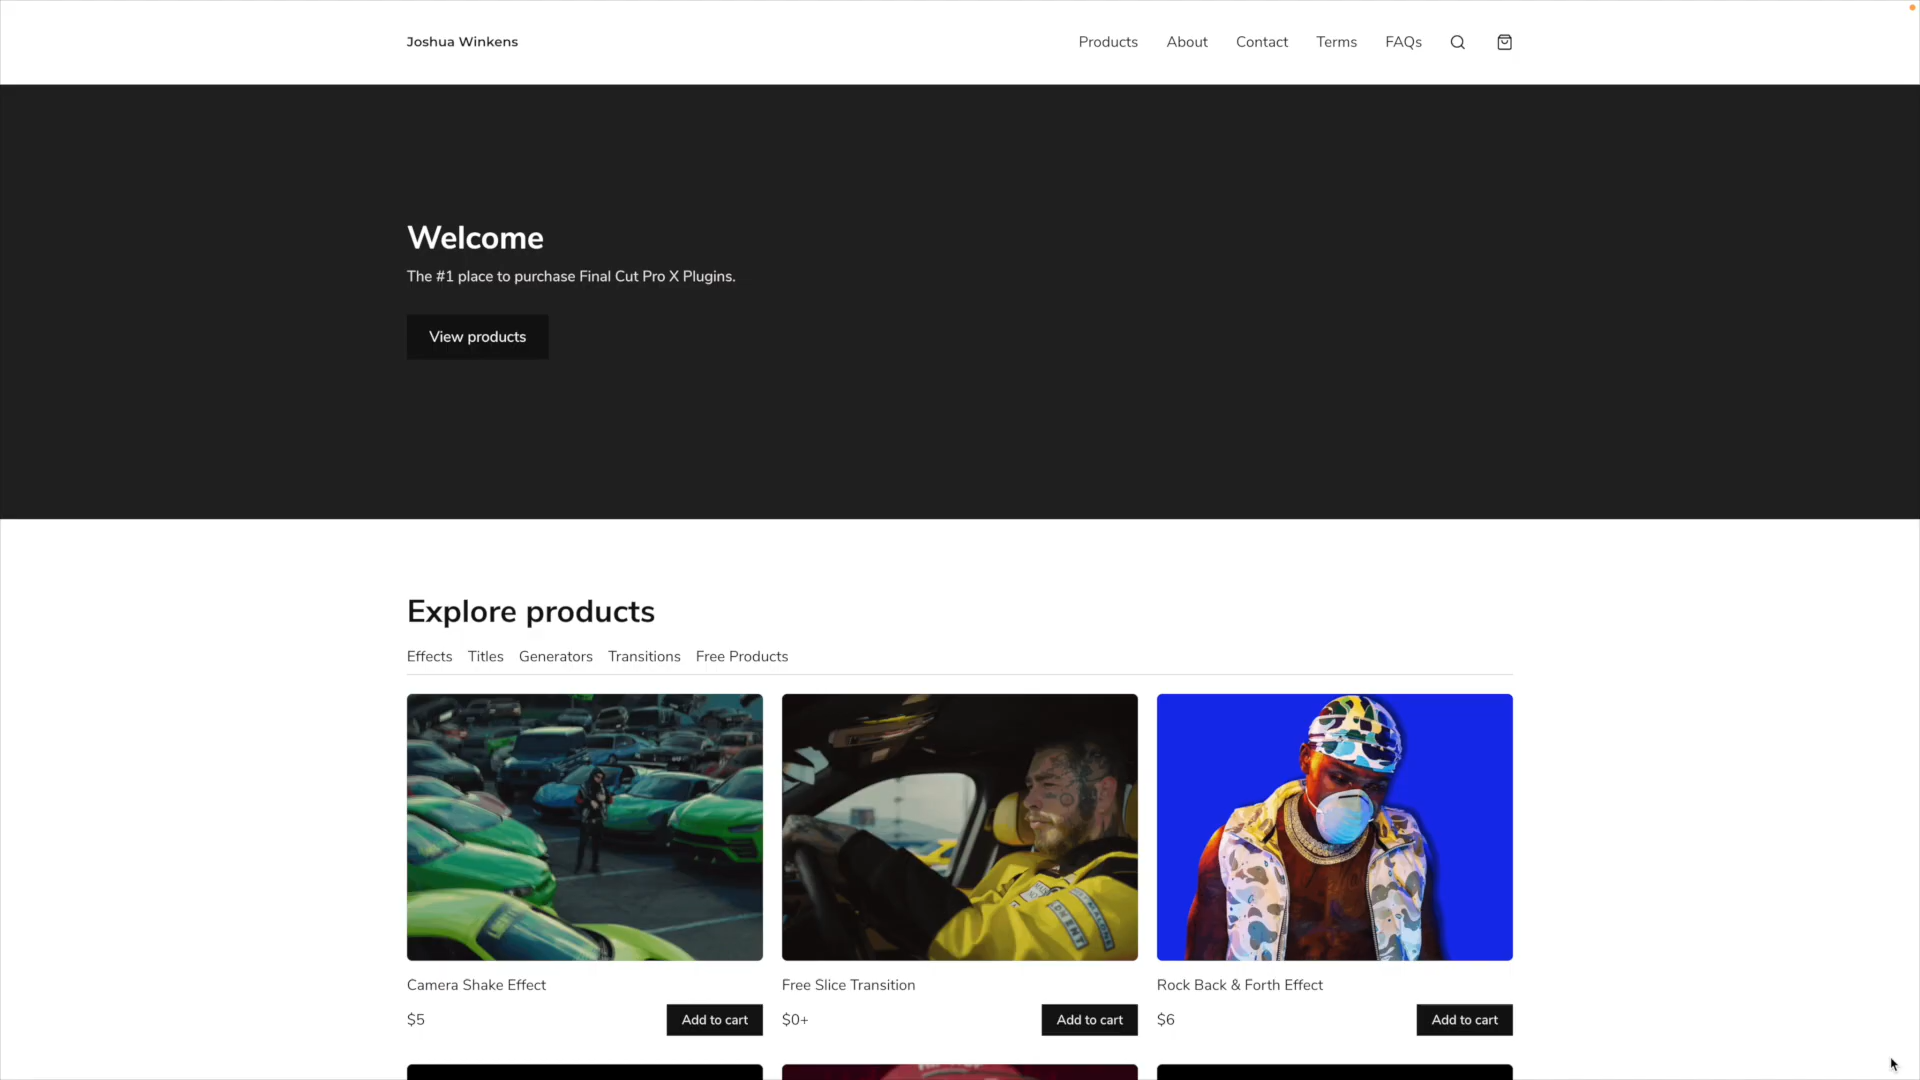 Joshua Winkens
Products About Contact Terms FAQs
Welcome
The #1 place to purchase Final Cut Pro X Plugins.
View products
Explore products
Effects Titles Generators Transitions Free Products
Camera Shake Effect
$5
Add to cart
Free Slice Transition
$0+
Add to cart
Rock Back & Forth Effect
$6
Add to cart